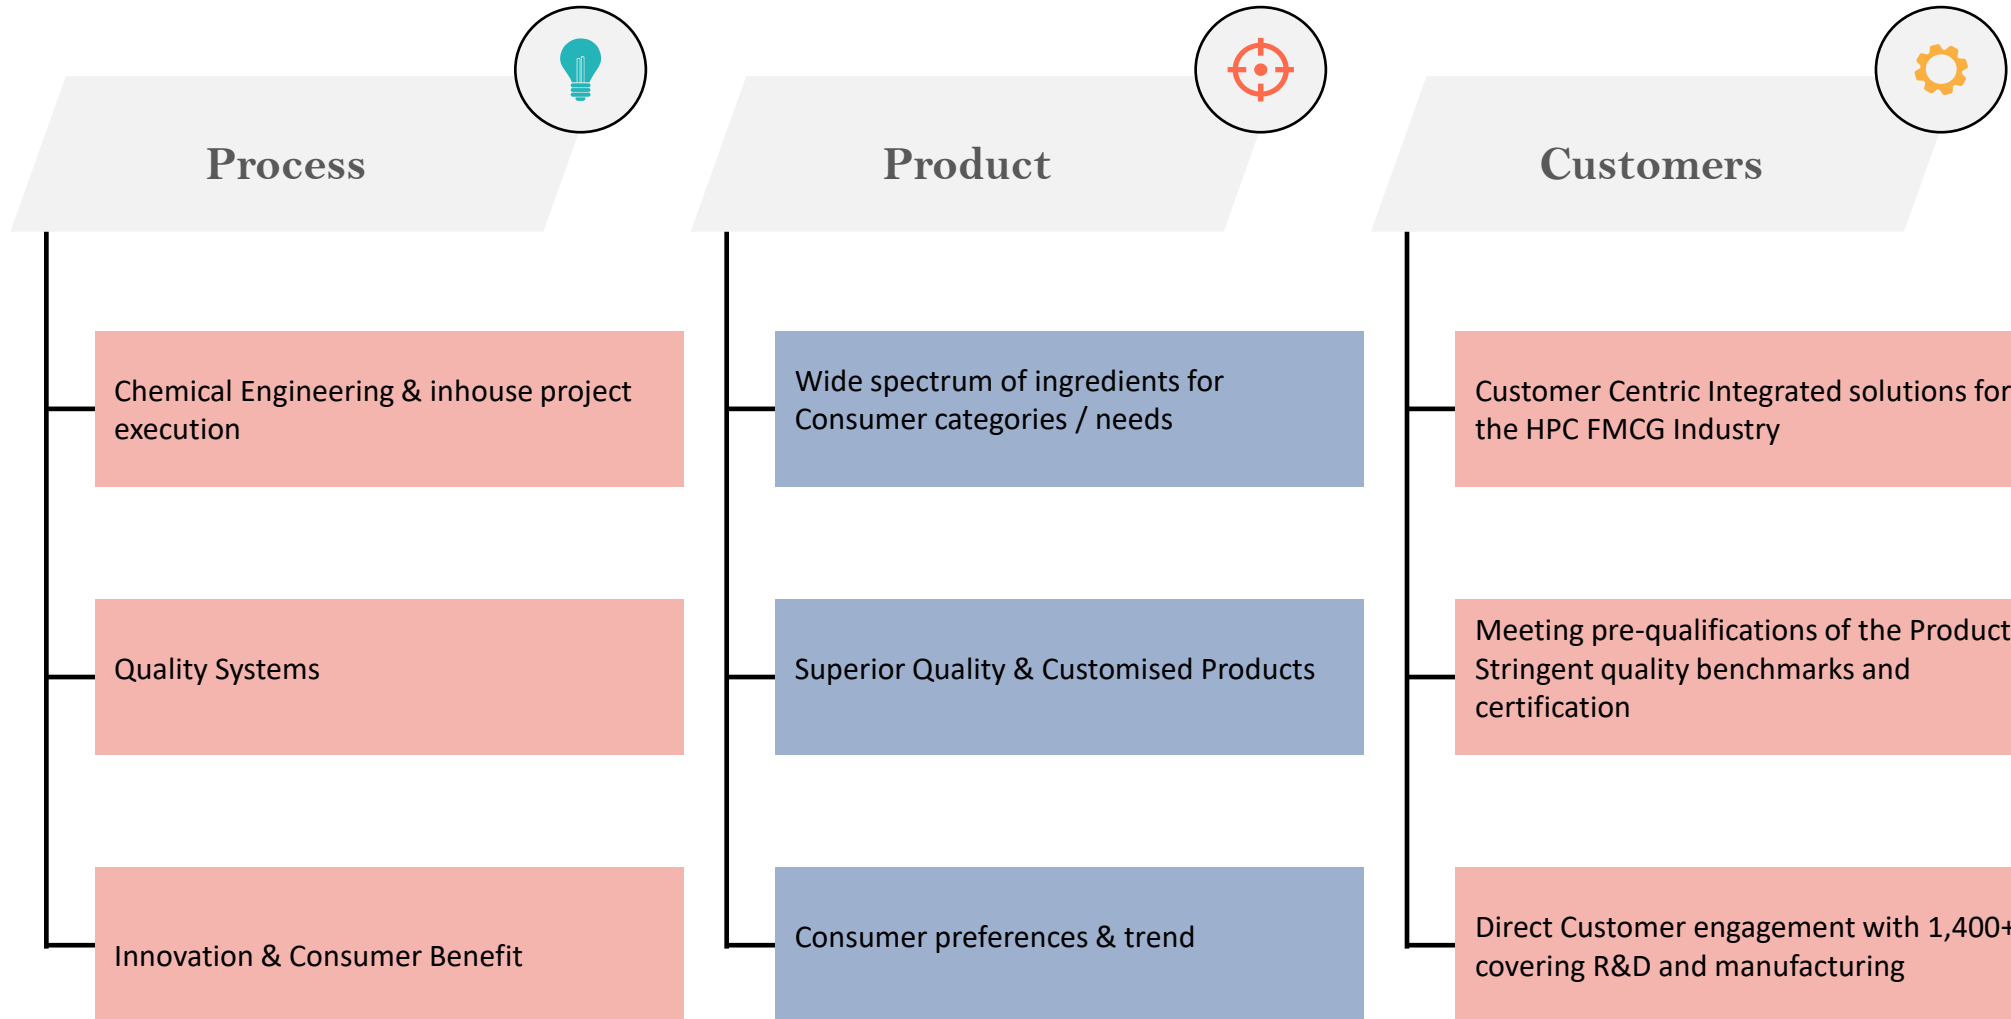 Process
Chemical Engineering & inhouse project
execution
Quality Systems
Innovation & Consumer Benefit
Product
Wide spectrum of ingredients for
Consumer categories / needs
Superior Quality & Customised Products
Consumer preferences & trend
Customers
Customer Centric Integrated solutions for
the HPC FMCG Industry
Meeting pre-qualifications of the Product
Stringent quality benchmarks and
certification
Direct Customer engagement with 1,400+
covering R&D and manufacturing